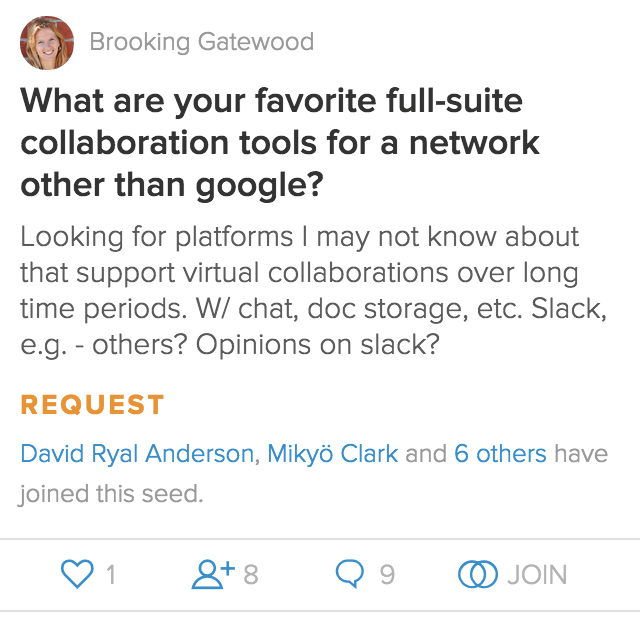 Brooking Gatewood
What are your favorite full-suite
collaboration tools for a network
other than google?
Looking for platforms I may not know about
that support virtual collaborations over long
time periods. W/ chat, doc storage, etc. Slack,
e.g. - others? Opinions on slack?
REQUEST
David Ryal Anderson, Mikyö Clark and 6 others have
joined this seed.
1 8 9 JOIN